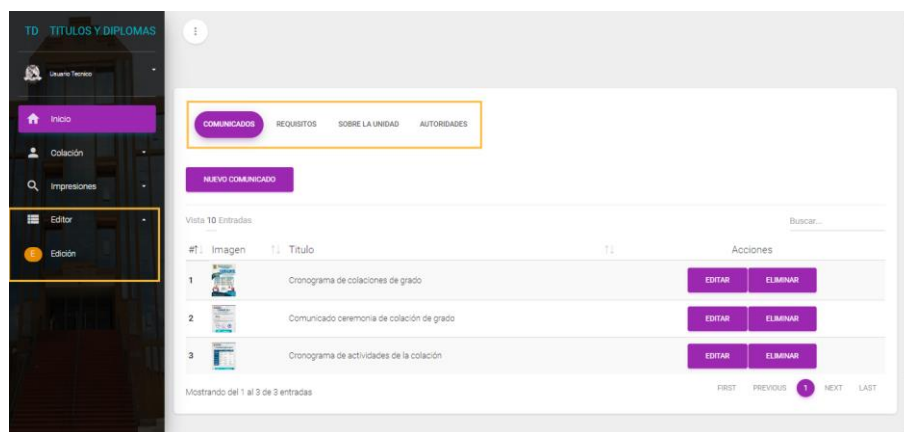 TD TITULOS Y DIPLOMAS
Usuario Tecnico
Inicio
Colación
Impresiones
Editor
E Edición
COMUNICADOS REQUISITOS SOBRE LA UNIDAD AUTORIDADES
NUEVO COMUNICADO
Vista 10 Entradas
Buscar...
# Imagen Titulo Acciones
1 Cronograma de colaciones de grado EDITAR ELIMINAR
2 Comunicado ceremonia de colación de grado EDITAR ELIMINAR
3 Cronograma de actividades de la colación EDITAR ELIMINAR
Mostrando del 1 al 3 de 3 entradas
FIRST PREVIOUS 1 NEXT LAST